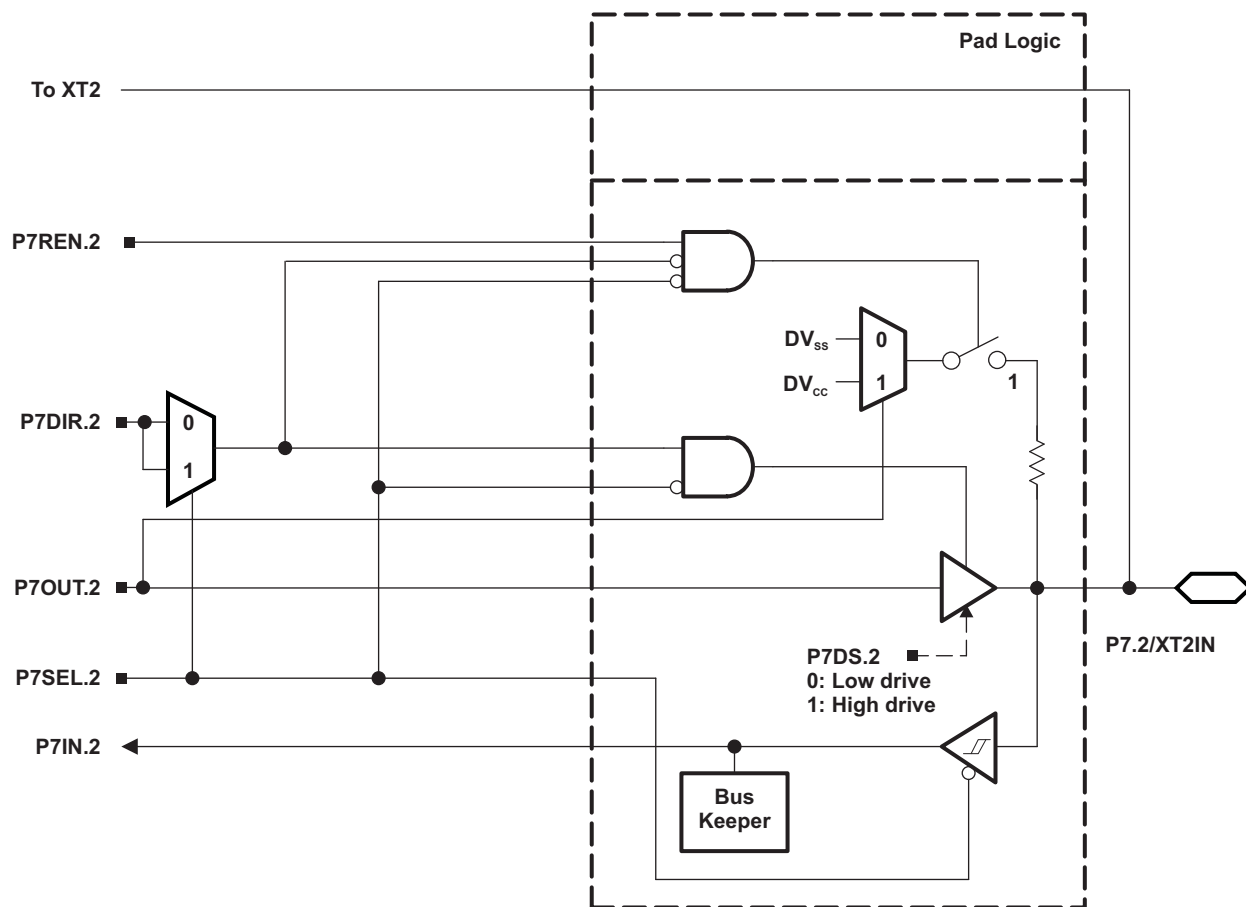 Pad Logic
To XT2
P7REN.2
DVSS
0
DVCC
1
1
P7DIR.2
0
1
P7OUT.2
P7.2/XT2IN
P7SEL.2
P7DS.2
0: Low drive
1: High drive
P7IN.2
Bus
Keeper